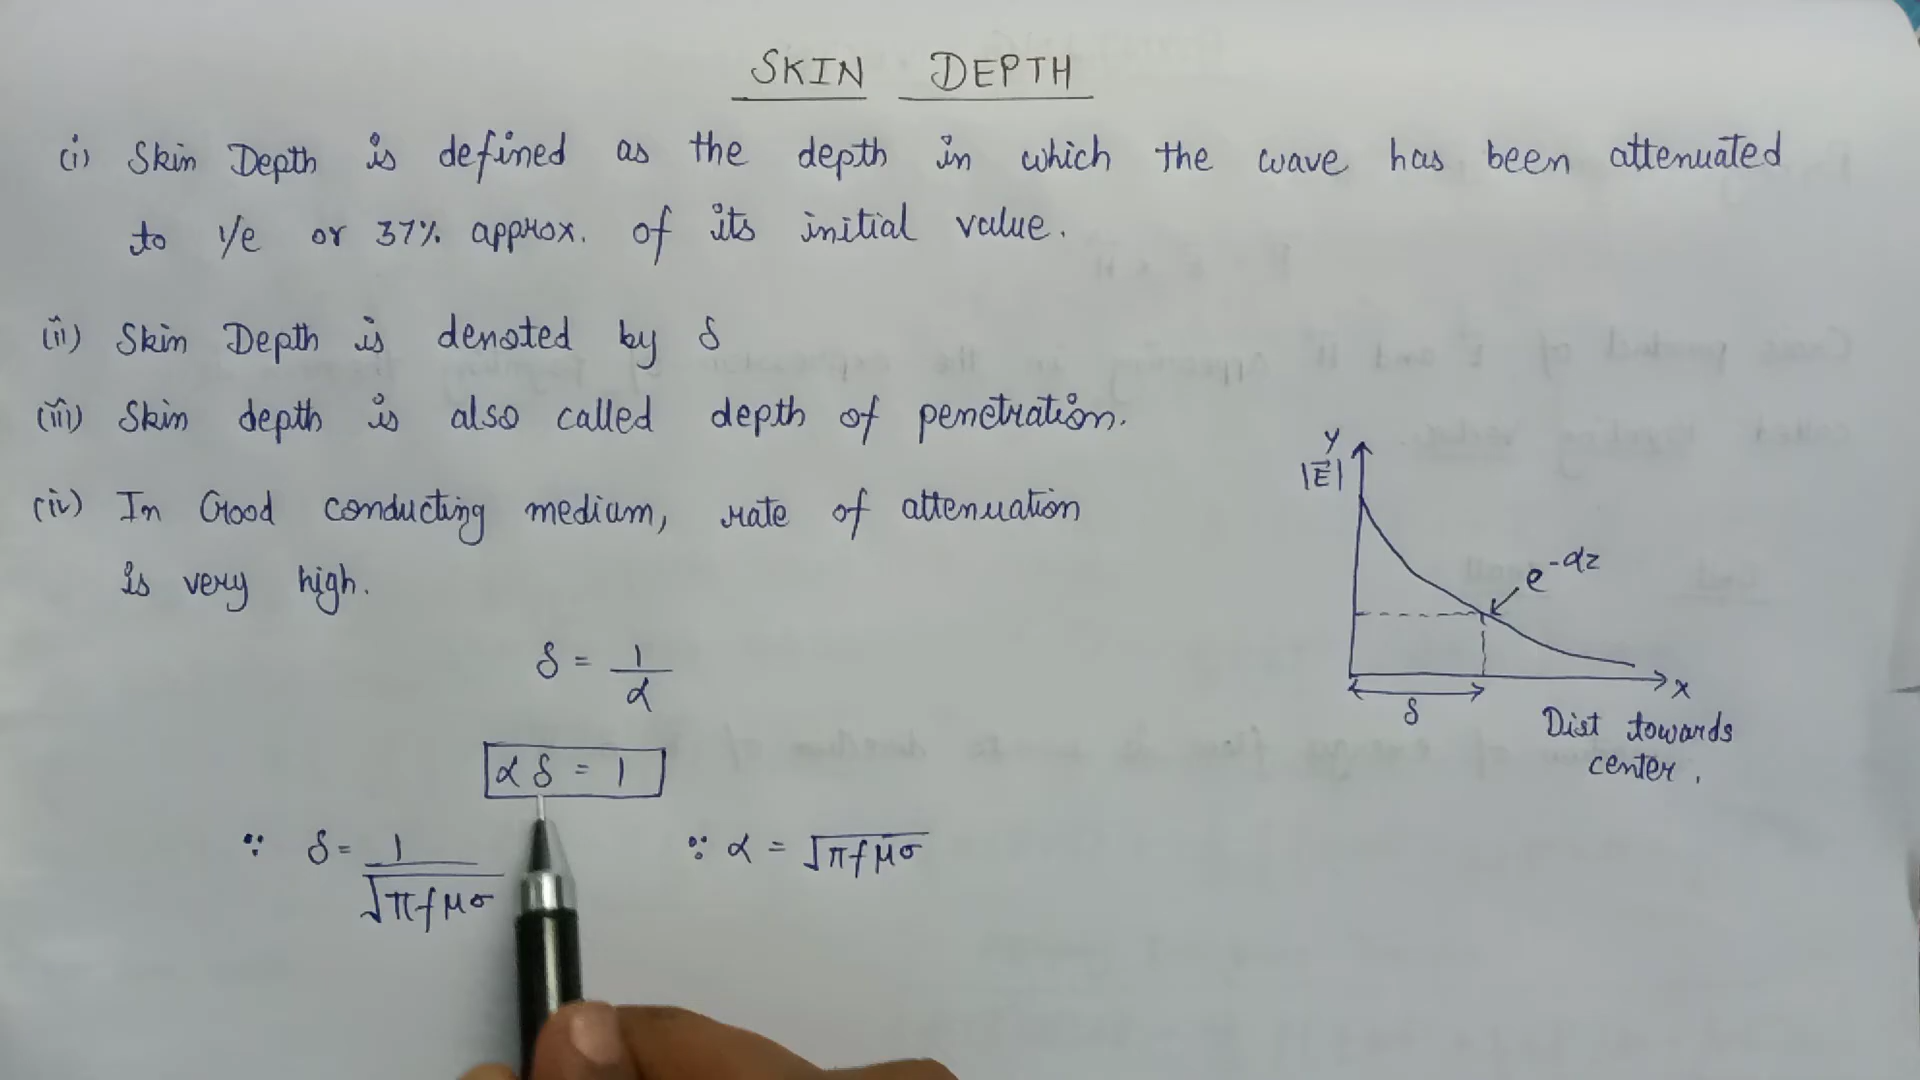 SKIN DEPTH
(i) Skin Depth is defined as the depth in which the wave has been attenuated
to 1/e or 37% approx. of its initial value.
(ii) Skin Depth is denoted by δ
(iii) Skin depth is also called depth of penetration.
(iv) In Good conducting medium, rate of attenuation
is very high.
δ = 1/α
αδ = 1
∵ δ = 1/√πfμσ ∵ α = √πfμσ
y
|E⃗|
e^-αz
x
δ
Dist towards
center.